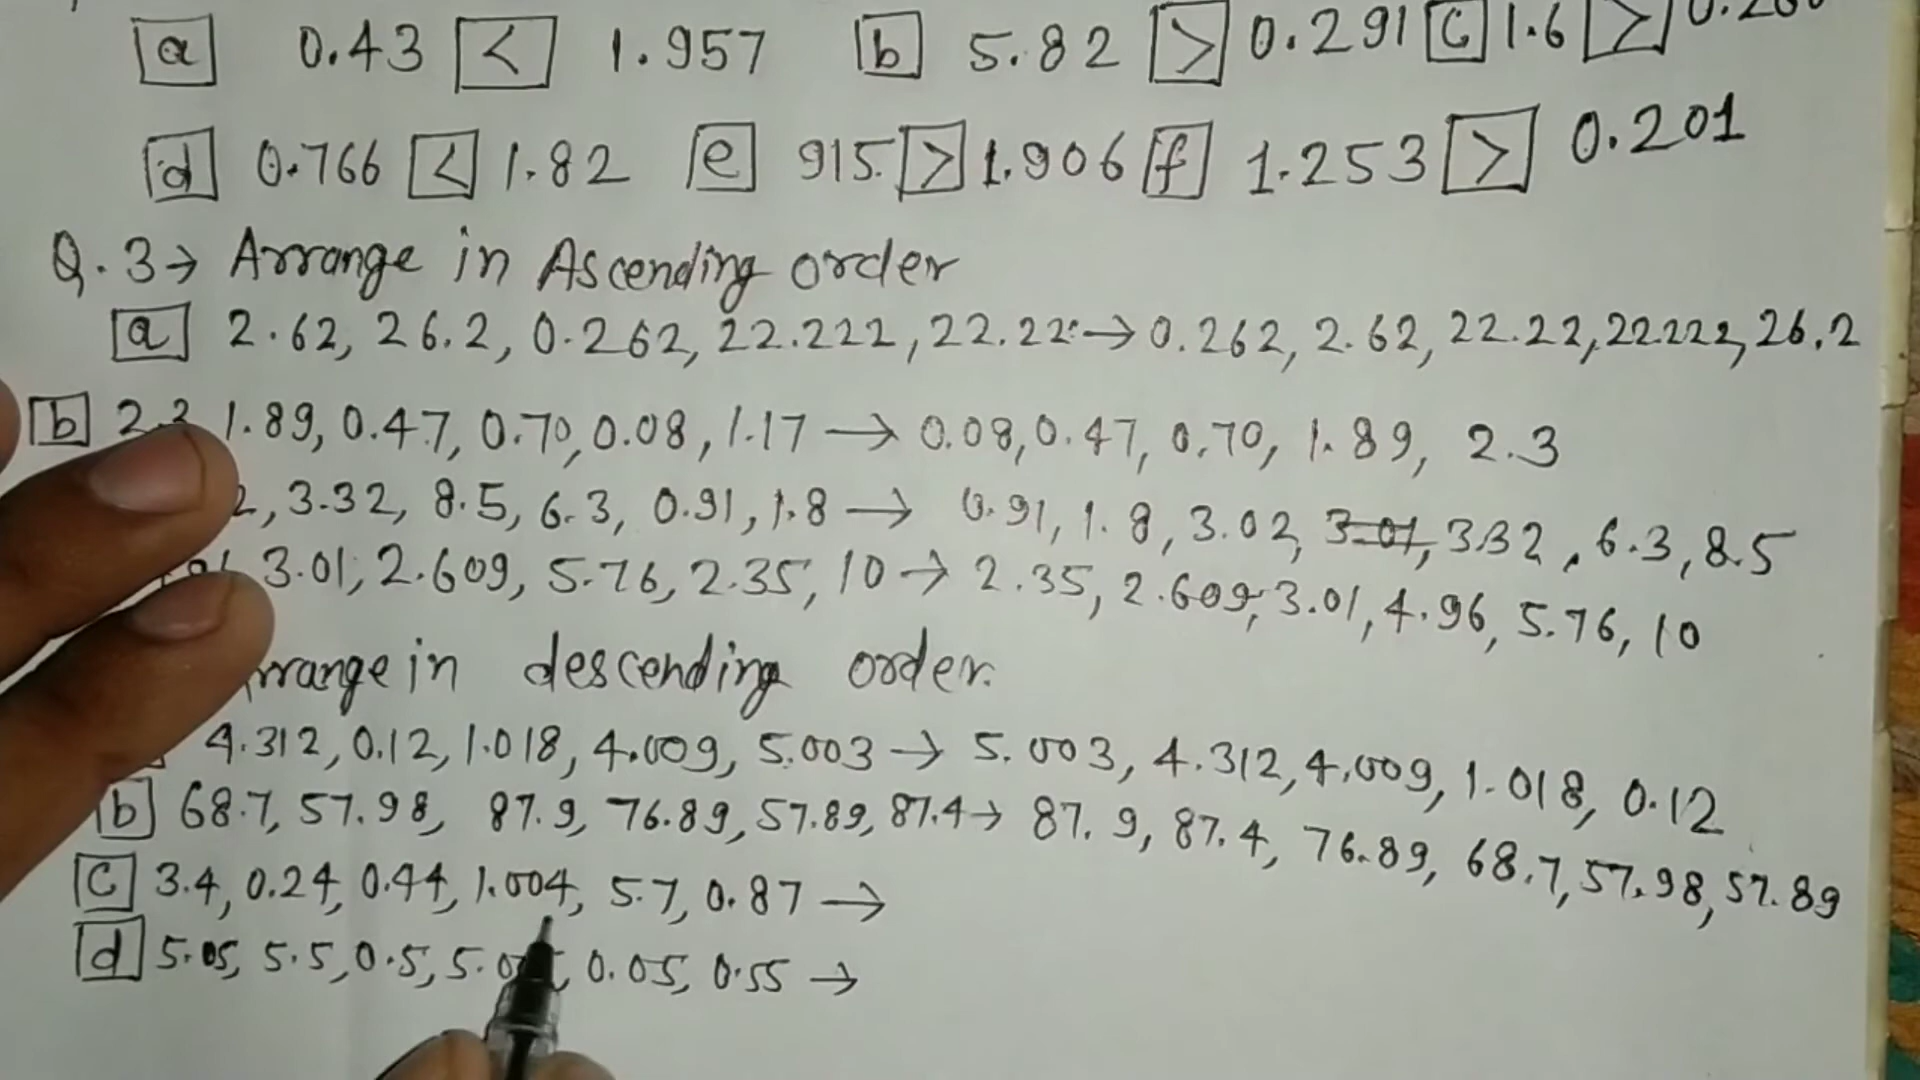 a 0.43 < 1.957 b 5.82 > 0.291 c 1.6 >
d 0.766 < 1.82 e 915. > 1.906 f 1.253 > 0.201
Q.3→ Arrange in Ascending order
a 2.62, 26.2, 0.262, 22.222, 22.22 → 0.262, 2.62, 22.22, 22.222, 26.2
b 2.3 1.89, 0.47, 0.70, 0.08, 1.17 → 0.08, 0.47, 0.70, 1.89, 2.3
2, 3.32, 8.5, 6.3, 0.91, 1.8 → 0.91, 1.8, 3.02, 3.01, 3.32, 6.3, 8.5
3.01, 2.609, 5.76, 2.35, 10 → 2.35, 2.609, 3.01, 4.96, 5.76, 10
rrange in descending order.
4.312, 0.12, 1.018, 4.009, 5.003 → 5.003, 4.312, 4.009, 1.018, 0.12
b 68.7, 57.98, 87.9, 76.89, 57.89, 87.4 → 87.9, 87.4, 76.89, 68.7, 57.98, 57.89
c 3.4, 0.24, 0.44, 1.004, 5.7, 0.87 →
d 5.05, 5.5, 0.5, 0.05, 0.55 →